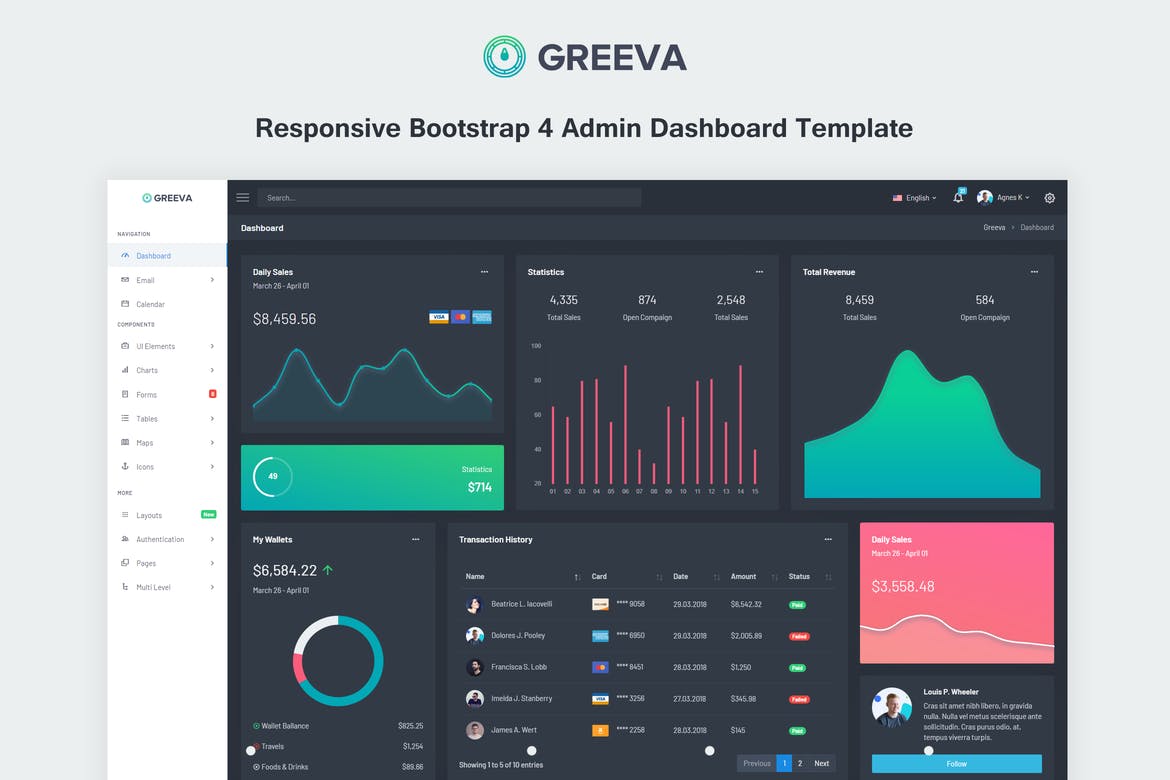 GREEVA
Responsive Bootstrap 4 Admin Dashboard Template
GREEVA
Search...
English
21
Agnes K
NAVIGATION
Dashboard
Email
Calendar
COMPONENTS
UI Elements
Charts
Forms 8
Tables
Maps
Icons
MORE
Layouts New
Authentication
Pages
Multi Level
Dashboard
Greeva > Dashboard
Daily Sales
March 26 - April 01
$8,459.56
VISA
49
Statistics
$714
Statistics
4,335 874 2,548
Total Sales Open Compaign Total Sales
100
80
60
40
20
01 02 03 04 05 06 07 08 09 10 11 12 13 14 15
Total Revenue
8,459 584
Total Sales Open Compaign
My Wallets
$6,584.22
March 26 - April 01
Wallet Ballance $825.25
Travels $1,254
Foods & Drinks $89.66
Transaction History
Name Card Date Amount Status
Beatrice L. Iacovelli **** 9058 29.03.2018 $6,542.32 Paid
Dolores J. Pooley **** 6950 29.03.2018 $2,005.89 Failed
Francisca S. Lobb **** 8451 28.03.2018 $1,250 Paid
Imelda J. Stanberry VISA **** 3256 27.03.2018 $345.98 Failed
James A. Wert **** 2258 28.03.2018 $145 Paid
Showing 1 to 5 of 10 entries
Previous 1 2 Next
Daily Sales
March 26 - April 01
$3,558.48
Louis P. Wheeler
Cras sit amet nibh libero, in gravida
nulla. Nulla vel metus scelerisque ante
sollicitudin. Cras purus odio, at,
tempus viverra turpis.
Follow